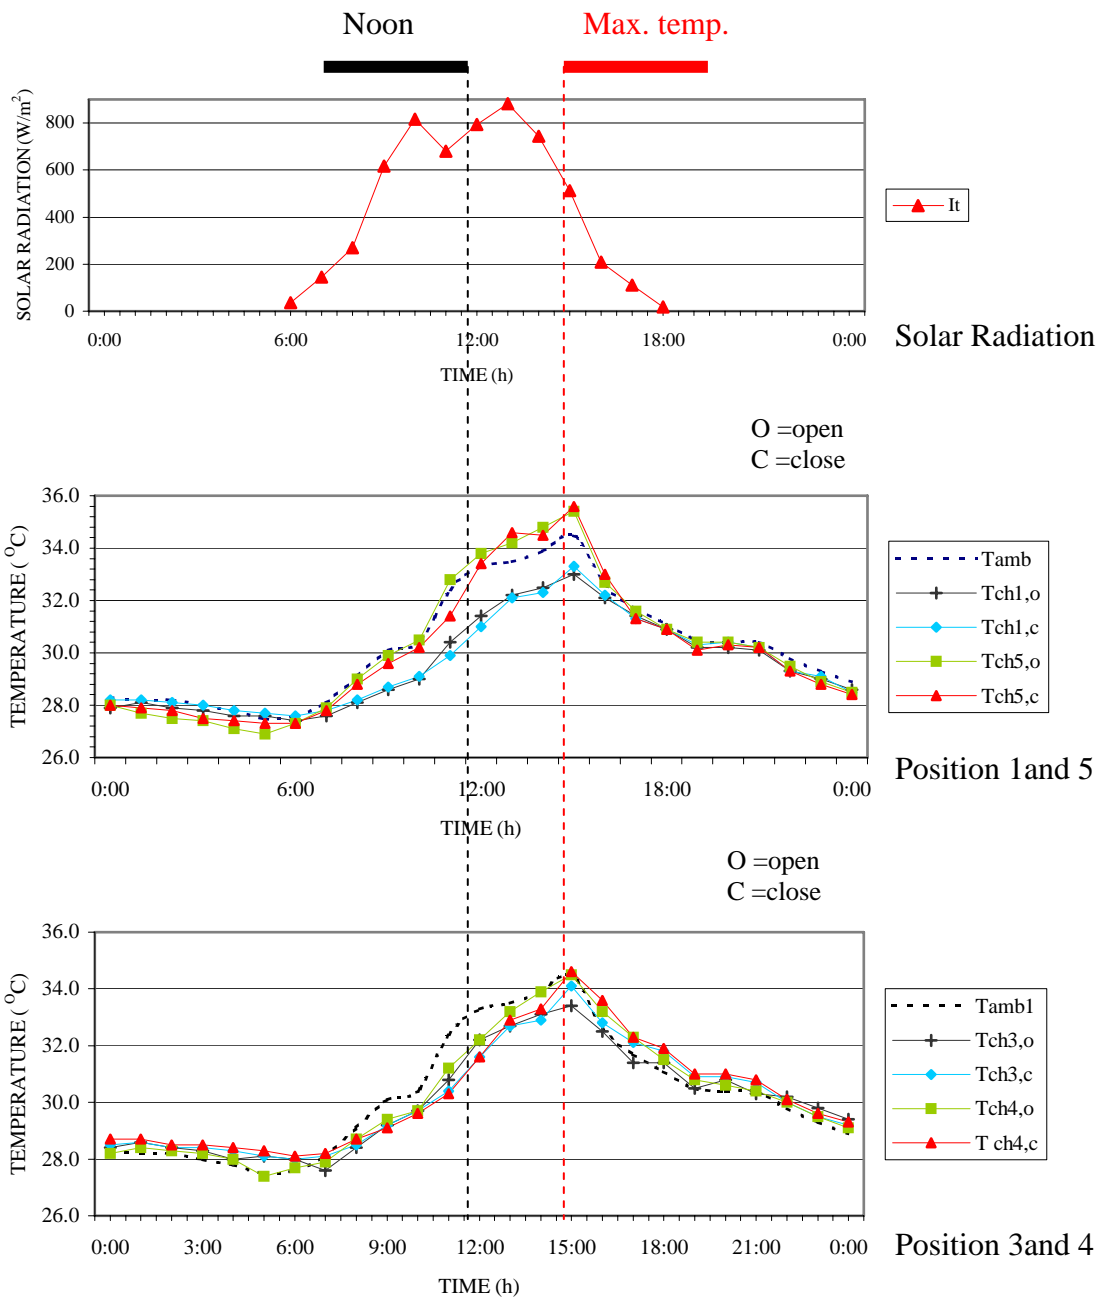 Noon
Max. temp.
SOLAR RADIATION (W/m²)
800
600
400
200
0
0:00 6:00 12:00 18:00 0:00
TIME (h)
It
Solar Radiation
O =open
C =close
TEMPERATURE ( ᴼC)
36.0
34.0
32.0
30.0
28.0
26.0
0:00 6:00 12:00 18:00 0:00
TIME (h)
Tamb
Tch1,o
Tch1,c
Tch5,o
Tch5,c
Position 1and 5
O =open
C =close
TEMPERATURE ( ᴼC)
36.0
34.0
32.0
30.0
28.0
26.0
0:00 3:00 6:00 9:00 12:00 15:00 18:00 21:00 0:00
TIME (h)
Tamb1
Tch3,o
Tch3,c
Tch4,o
T ch4,c
Position 3and 4